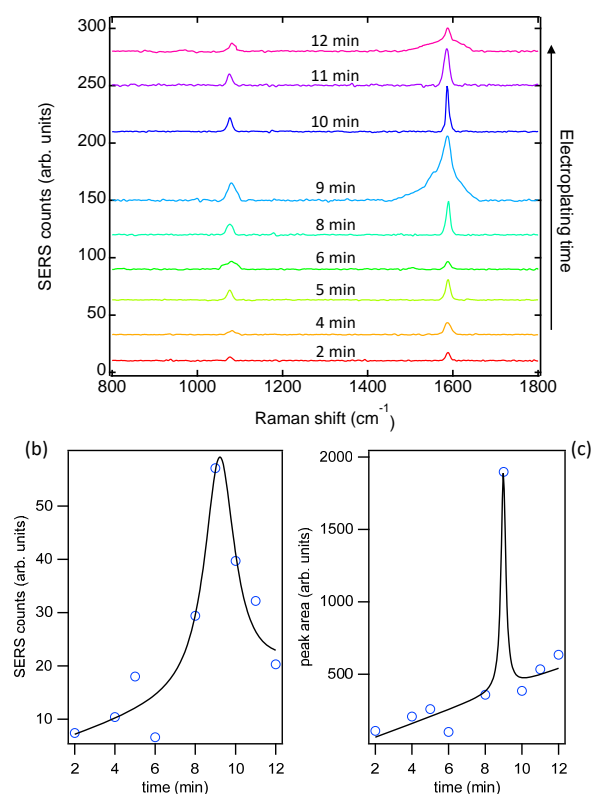 300
250
200
150
100
50
0
SERS counts (arb. units)
12 min
11 min
10 min
9 min
8 min
6 min
5 min
4 min
2 min
Electroplating time
800 1000 1200 1400 1600 1800
Raman shift (cm⁻¹)
(b)
50
40
30
20
10
SERS counts (arb. units)
2 4 6 8 10 12
time (min)
(c)
2000
1500
1000
500
peak area (arb. units)
2 4 6 8 10 12
time (min)